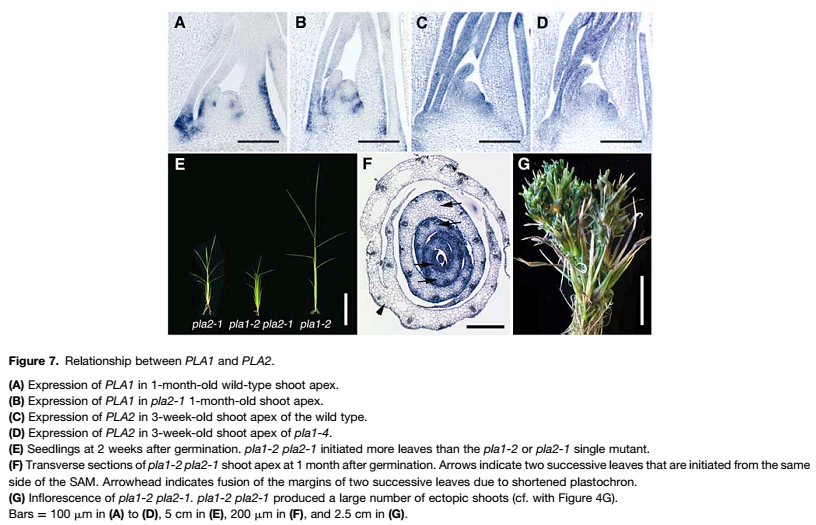 A B C D
E F G
pla2-1 pla1-2 pla2-1 pla1-2
Figure 7. Relationship between PLA1 and PLA2.
(A) Expression of PLA1 in 1-month-old wild-type shoot apex.
(B) Expression of PLA1 in pla2-1 1-month-old shoot apex.
(C) Expression of PLA2 in 3-week-old shoot apex of the wild type.
(D) Expression of PLA2 in 3-week-old shoot apex of pla1-4.
(E) Seedlings at 2 weeks after germination. pla1-2 pla2-1 initiated more leaves than the pla1-2 or pla2-1 single mutant.
(F) Transverse sections of pla1-2 pla2-1 shoot apex at 1 month after germination. Arrows indicate two successive leaves that are initiated from the same
side of the SAM. Arrowhead indicates fusion of the margins of two successive leaves due to shortened plastochron.
(G) Inflorescence of pla1-2 pla2-1. pla1-2 pla2-1 produced a large number of ectopic shoots (cf. with Figure 4G).
Bars = 100 μm in (A) to (D), 5 cm in (E), 200 μm in (F), and 2.5 cm in (G).